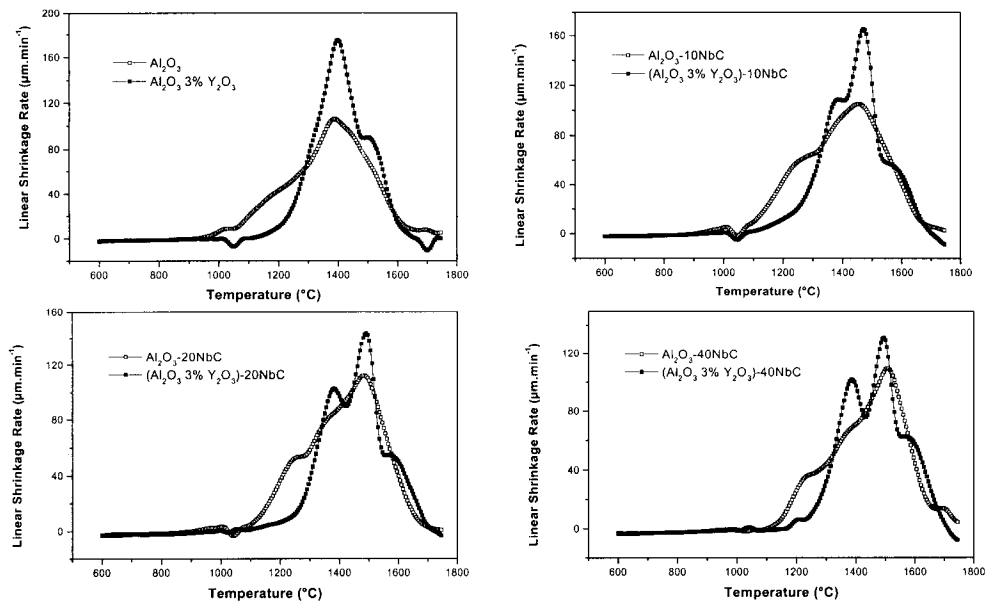 200
160
120
80
40
0
Linear Shrinkage Rate (µm.min⁻¹)
Al₂O₃
Al₂O₃ 3% Y₂O₃
600 800 1000 1200 1400 1600 1800
Temperature (°C)
160
120
80
40
0
Linear Shrinkage Rate (µm.min⁻¹)
Al₂O₃-10NbC
(Al₂O₃ 3% Y₂O₃)-10NbC
600 800 1000 1200 1400 1600 1800
Temperature (°C)
160
120
80
40
0
Linear Shrinkage Rate (µm.min⁻¹)
Al₂O₃-20NbC
(Al₂O₃ 3% Y₂O₃)-20NbC
600 800 1000 1200 1400 1600 1800
Temperature (°C)
120
80
40
0
Linear Shrinkage Rate (µm.min⁻¹)
Al₂O₃-40NbC
(Al₂O₃ 3% Y₂O₃)-40NbC
600 800 1000 1200 1400 1600 1800
Temperature (°C)